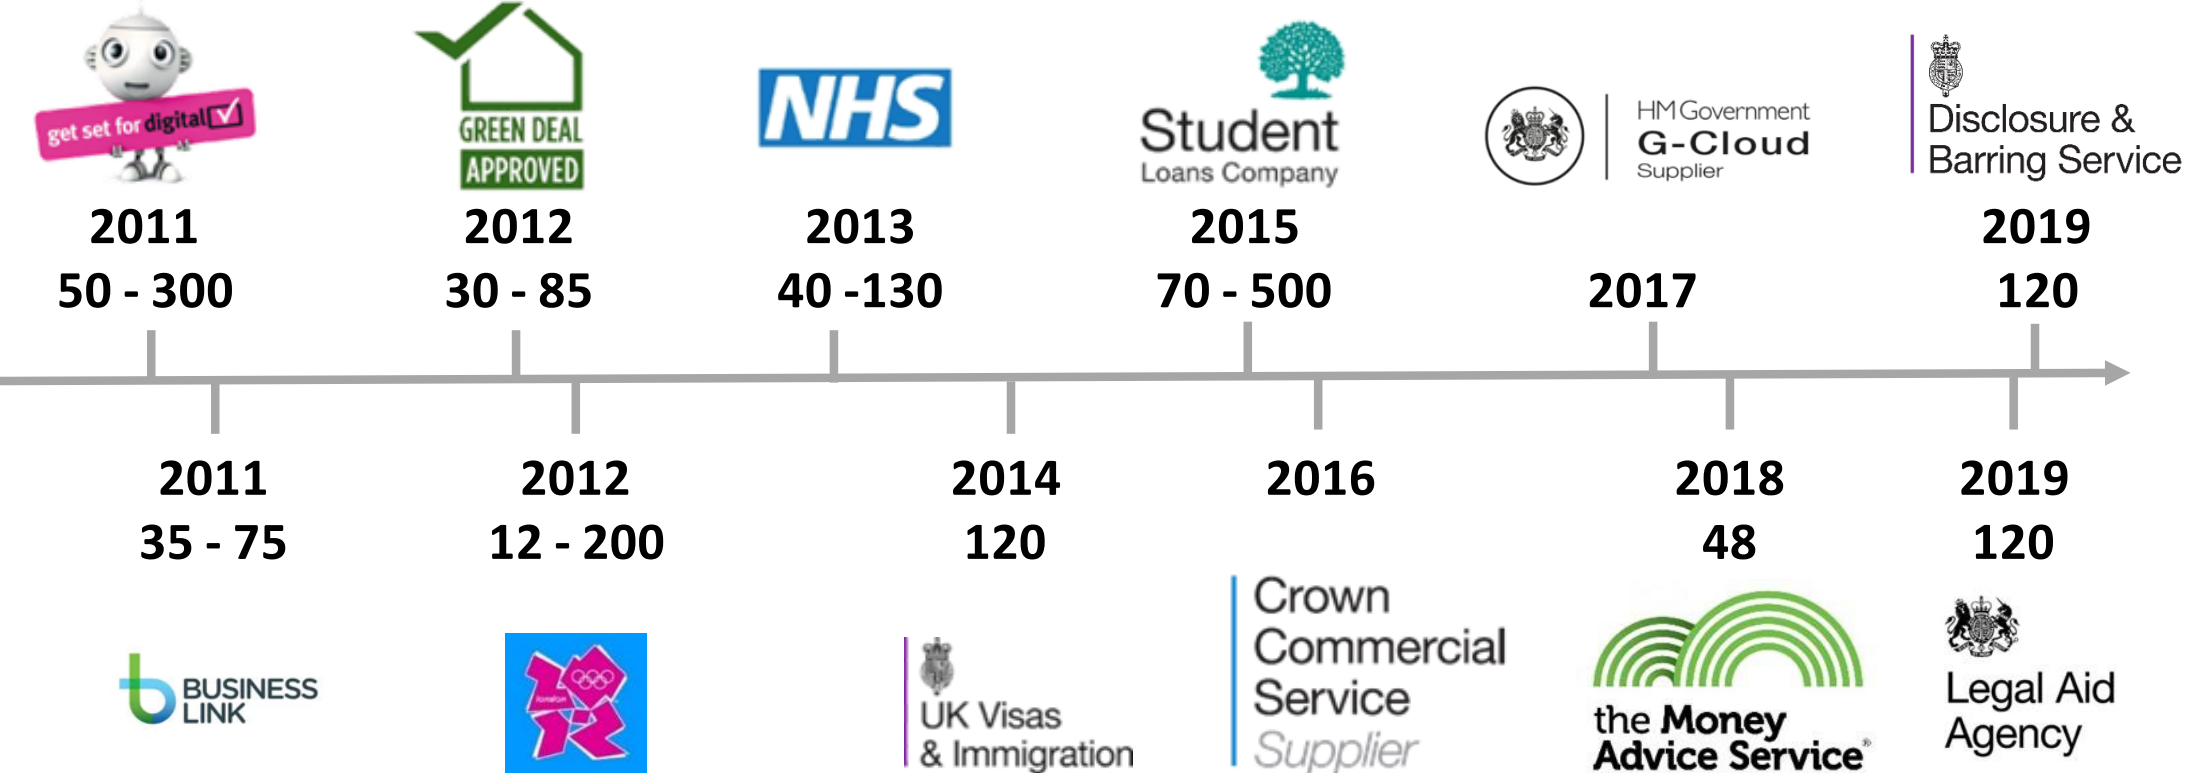 get set for digital
GREEN DEAL
APPROVED
NHS
Student
Loans Company
HM Government
G-Cloud
Supplier
Disclosure &
Barring Service
2011
2012
2013
2015
2019
50 - 300
30 - 85
40 -130
70 - 500
2017
120
2011
2012
2014
2016
2018
2019
35 - 75
12 - 200
120
48
120
BUSINESS
LINK
london
UK Visas
& Immigration
Crown
Commercial
Service
Supplier
the Money
Advice Service®
Legal Aid
Agency